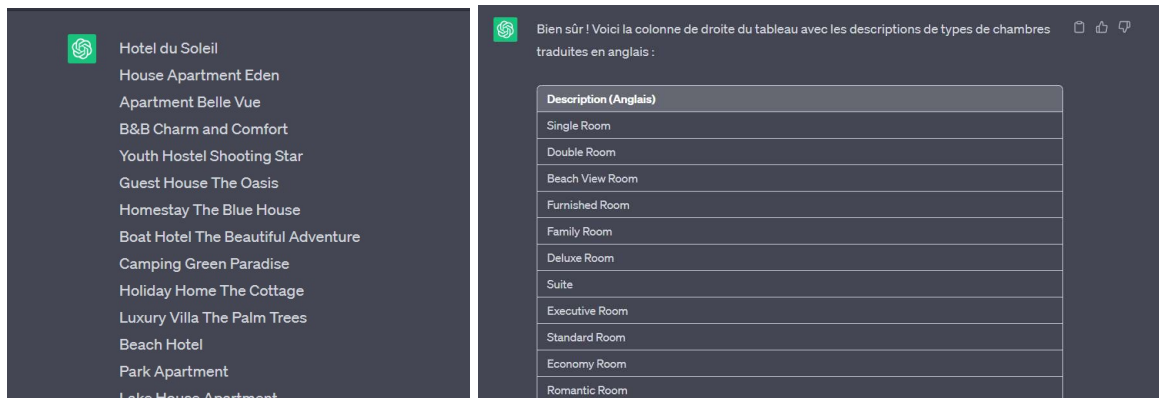 Hotel du Soleil
House Apartment Eden
Apartment Belle Vue
B&B Charm and Comfort
Youth Hostel Shooting Star
Guest House The Oasis
Homestay The Blue House
Boat Hotel The Beautiful Adventure
Camping Green Paradise
Holiday Home The Cottage
Luxury Villa The Palm Trees
Beach Hotel
Park Apartment
Lake House Apartment
Bien sûr ! Voici la colonne de droite du tableau avec les descriptions de types de chambres
traduites en anglais :
Description (Anglais)
Single Room
Double Room
Beach View Room
Furnished Room
Family Room
Deluxe Room
Suite
Executive Room
Standard Room
Economy Room
Romantic Room